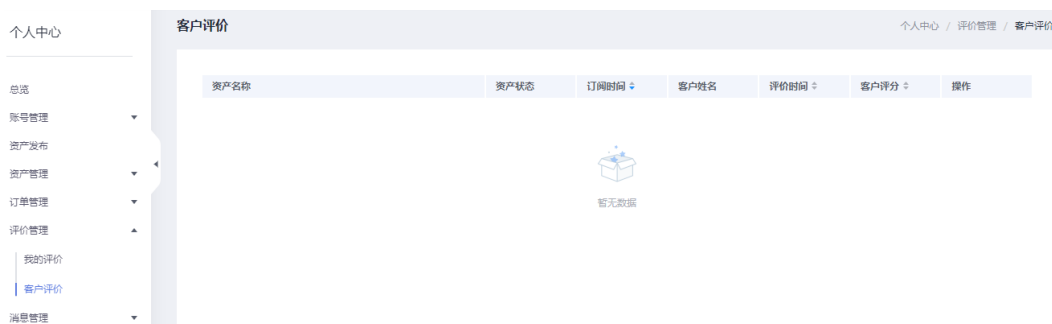 个人中心
总览
账号管理
资产发布
资产管理
订单管理
评价管理
我的评价
客户评价
消息管理
客户评价
个人中心 / 评价管理 / 客户评价
资产名称 资产状态 订阅时间 客户姓名 评价时间 客户评分 操作
暂无数据